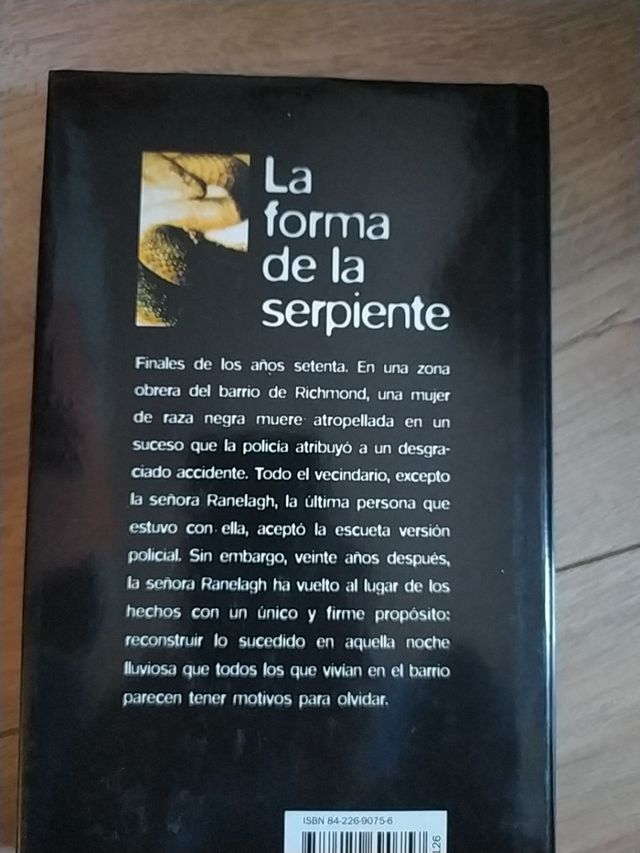 La
forma
de la
serpiente
Finales de los años setenta. En una zona
obrera del barrio de Richmond, una mujer
de raza negra muere atropellada en un
suceso que la policía atribuyó a un desgra-
ciado accidente. Todo el vecindario, excepto
la señora Ranelagh, la última persona que
estuvo con ella, aceptó la escueta versión
policial. Sin embargo, veinte años después,
la señora Ranelagh ha vuelto al lugar de los
hechos con un único y firme propósito:
reconstruir lo sucedido en aquella noche
lluviosa que todos los que vivían en el barrio
parecen tener motivos para olvidar.
ISBN 84-226-9075-6
126